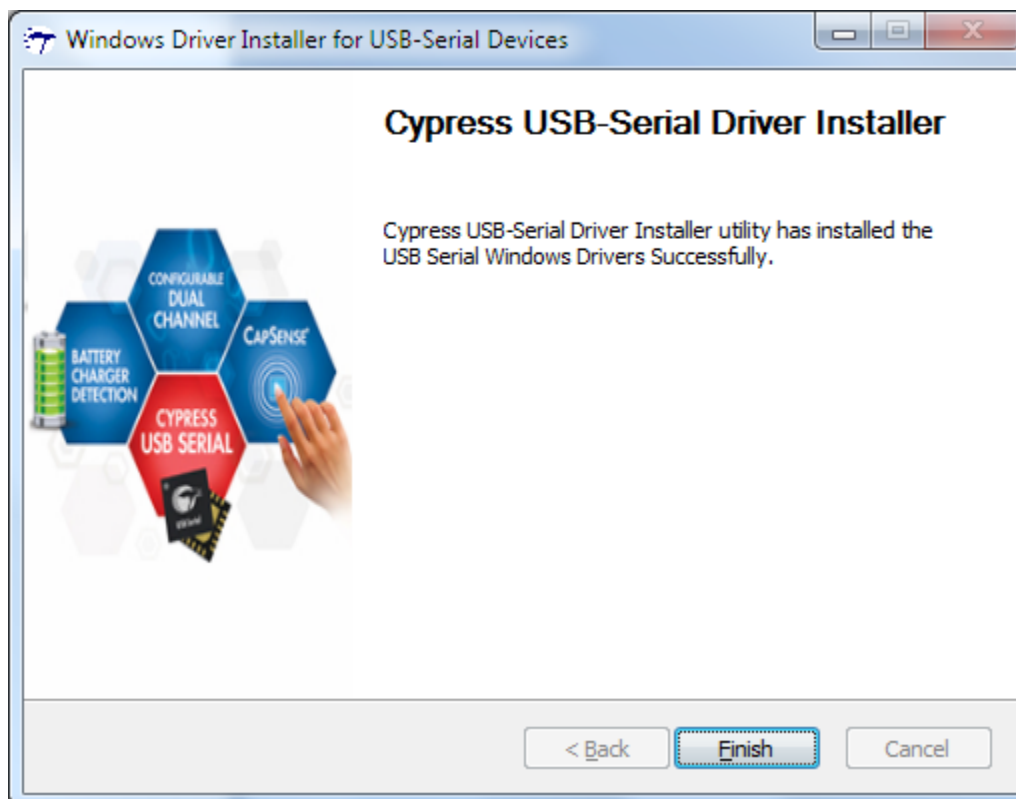 Windows Driver Installer for USB-Serial Devices
Cypress USB-Serial Driver Installer
Cypress USB-Serial Driver Installer utility has installed the
USB Serial Windows Drivers Successfully.
CONFIGURABLE
DUAL
CHANNEL
CAPSENSE
BATTERY
CHARGER
DETECTION
CYPRESS
USB SERIAL
< Back
Finish
Cancel